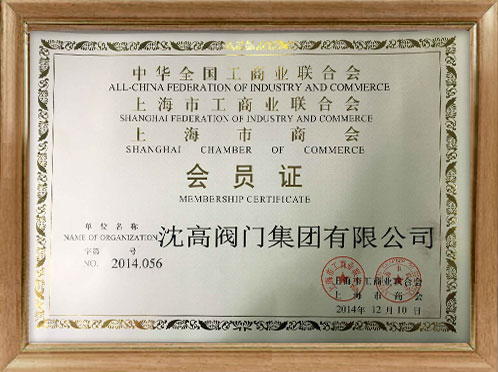 中华全国工商业联合会
ALL-CHINA FEDERATION OF INDUSTRY AND COMMERCE
上海市工商业联合会
SHANGHAI FEDERATION OF INDUSTRY AND COMMERCE
上海市商会
SHANGHAI CHAMBER OF COMMERCE
会员证
MEMBERSHIP CERTIFICATE
单位名称
NAME OF ORGANIZATION 沈高阀门集团有限公司
字第 号
NO. 2014.056
上海市工商业联合会
上海市商会
2014年12月10日